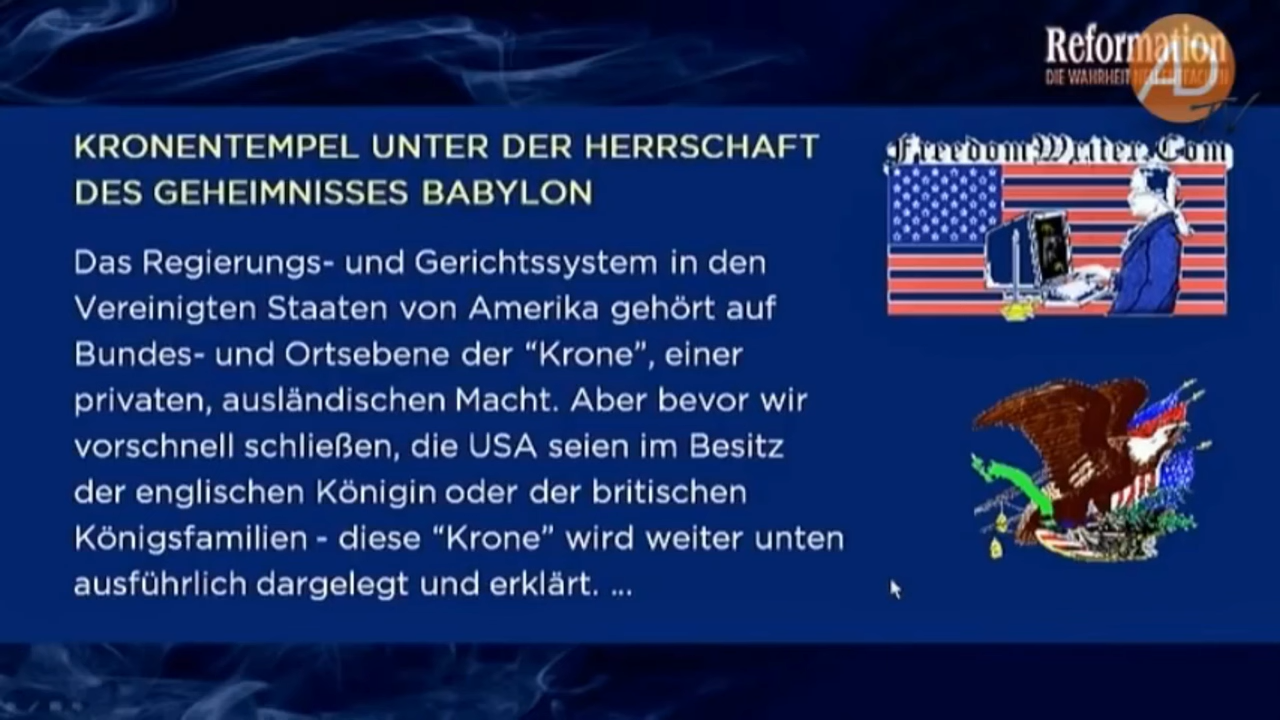 Reformation
DIE WAHRHEIT
KRONENTEMPEL UNTER DER HERRSCHAFT
DES GEHEIMNISSES BABYLON
FreedomWriter.Com
Das Regierungs- und Gerichtssystem in den
Vereinigten Staaten von Amerika gehört auf
Bundes- und Ortsebene der “Krone”, einer
privaten, ausländischen Macht. Aber bevor wir
vorschnell schließen, die USA seien im Besitz
der englischen Königin oder der britischen
Königsfamilien - diese “Krone” wird weiter unten
ausführlich dargelegt und erklärt. ...